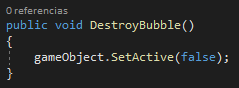 0 referencias
public void DestroyBubble()
{
gameObject.SetActive(false);
}